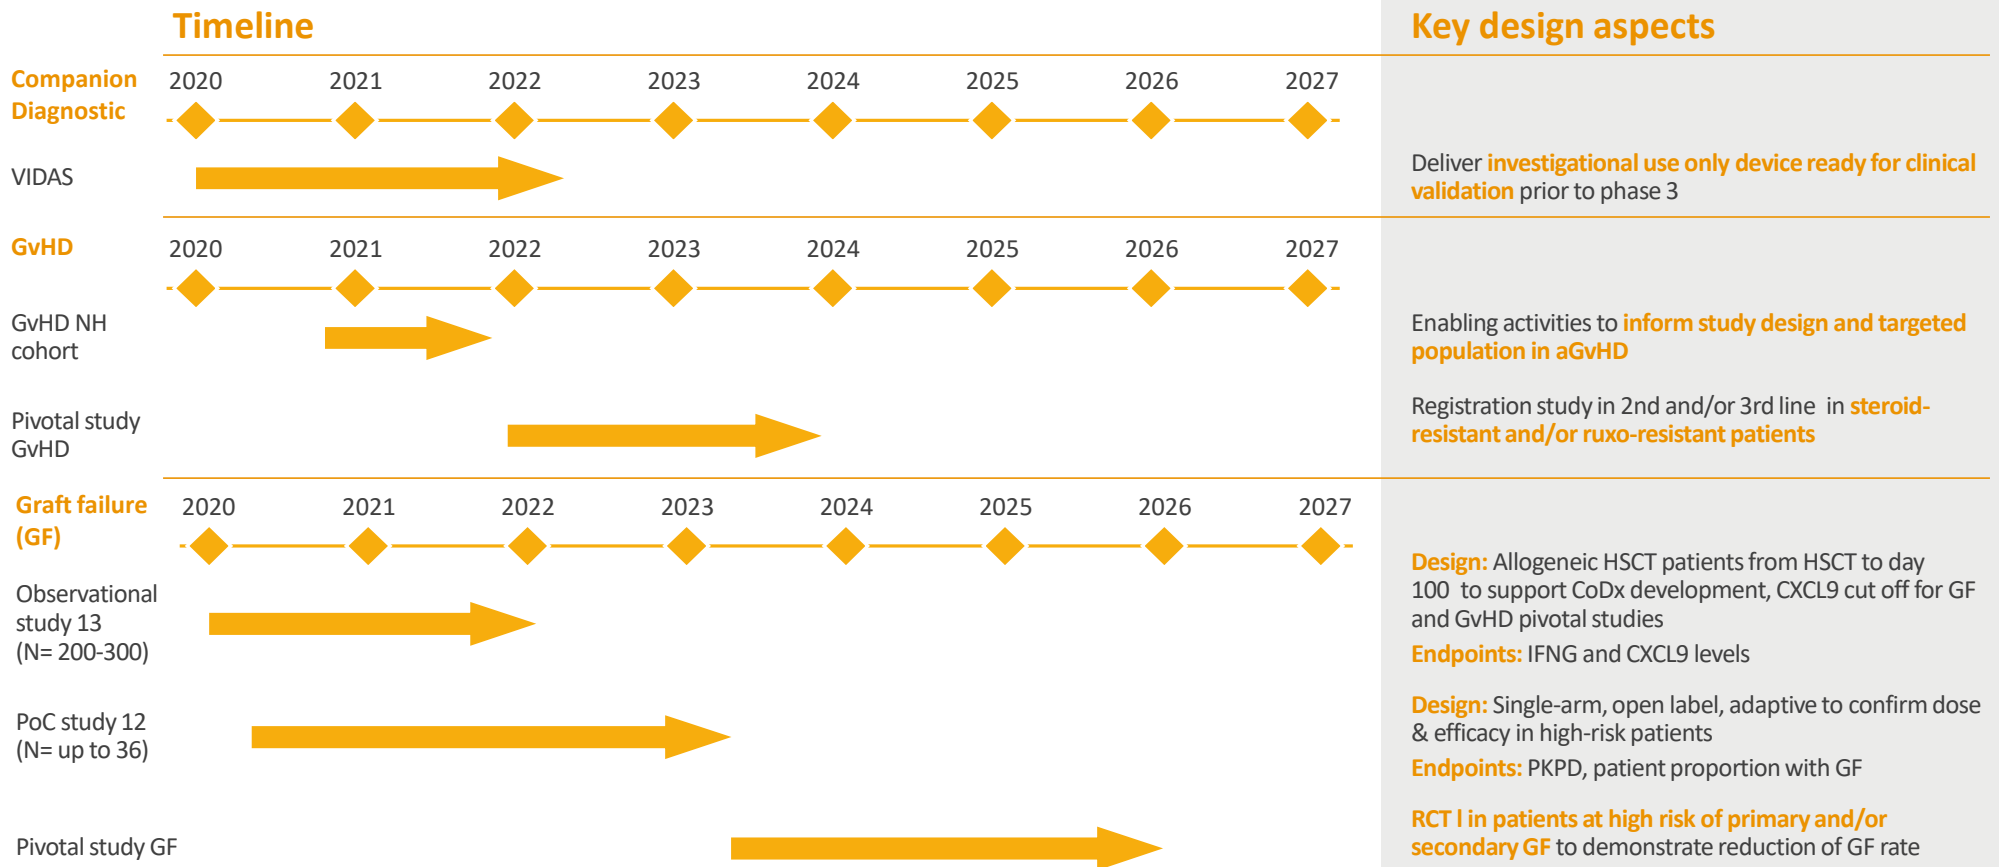 Timeline
Key design aspects
Companion
Diagnostic
2020 2021 2022 2023 2024 2025 2026 2027
VIDAS
Deliver investigational use only device ready for clinical
validation prior to phase 3
GvHD
2020 2021 2022 2023 2024 2025 2026 2027
GvHD NH
cohort
Enabling activities to inform study design and targeted
population in aGvHD
Pivotal study
GvHD
Registration study in 2nd and/or 3rd line in steroid-
resistant and/or ruxo-resistant patients
Graft failure
(GF)
2020 2021 2022 2023 2024 2025 2026 2027
Observational
study 13
(N= 200-300)
Design: Allogeneic HSCT patients from HSCT to day
100 to support CoDx development, CXCL9 cut off for GF
and GvHD pivotal studies
Endpoints: IFNG and CXCL9 levels
PoC study 12
(N= up to 36)
Design: Single-arm, open label, adaptive to confirm dose
& efficacy in high-risk patients
Endpoints: PKPD, patient proportion with GF
Pivotal study GF
RCT l in patients at high risk of primary and/or
secondary GF to demonstrate reduction of GF rate